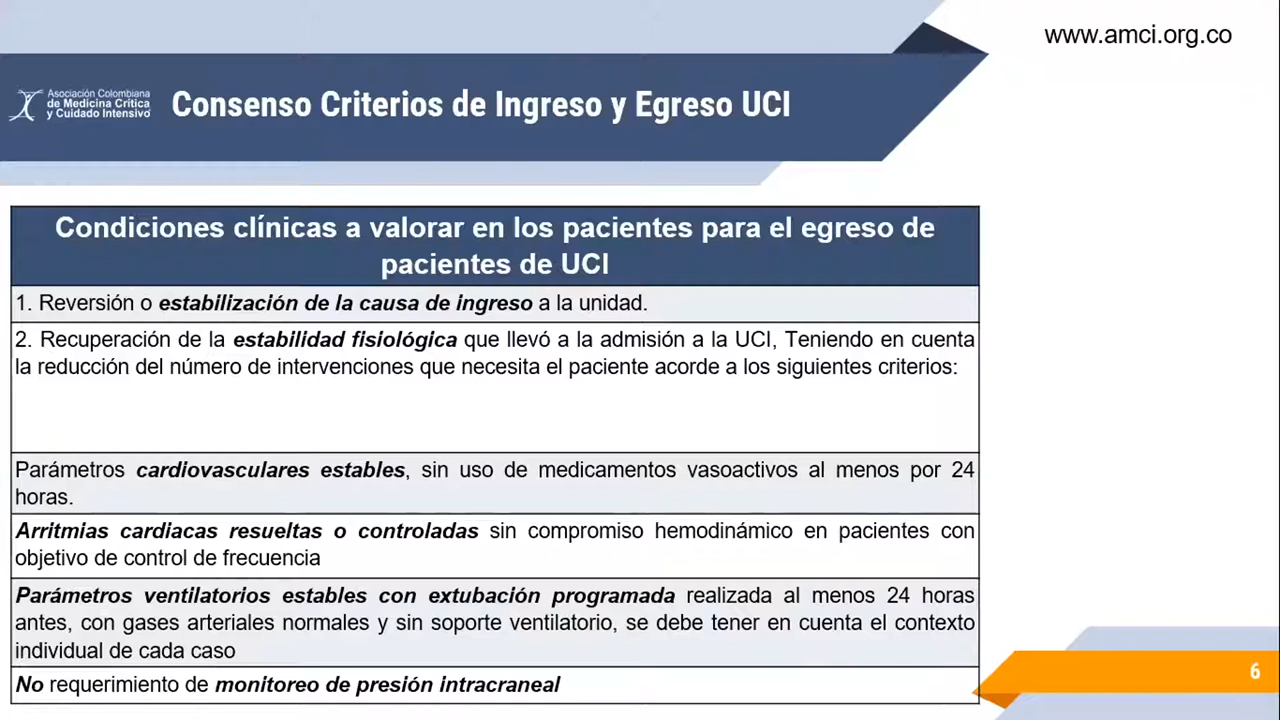 www.amci.org.co
Asociación Colombiana
de Medicina Crítica
y Cuidado Intensivo
Consenso Criterios de Ingreso y Egreso UCI
Condiciones clínicas a valorar en los pacientes para el egreso de
pacientes de UCI
1. Reversión o estabilización de la causa de ingreso a la unidad.
2. Recuperación de la estabilidad fisiológica que llevó a la admisión a la UCI, Teniendo en cuenta
la reducción del número de intervenciones que necesita el paciente acorde a los siguientes criterios:
Parámetros cardiovasculares estables, sin uso de medicamentos vasoactivos al menos por 24
horas.
Arritmias cardiacas resueltas o controladas sin compromiso hemodinámico en pacientes con
objetivo de control de frecuencia
Parámetros ventilatorios estables con extubación programada realizada al menos 24 horas
antes, con gases arteriales normales y sin soporte ventilatorio, se debe tener en cuenta el contexto
individual de cada caso
No requerimiento de monitoreo de presión intracraneal
6